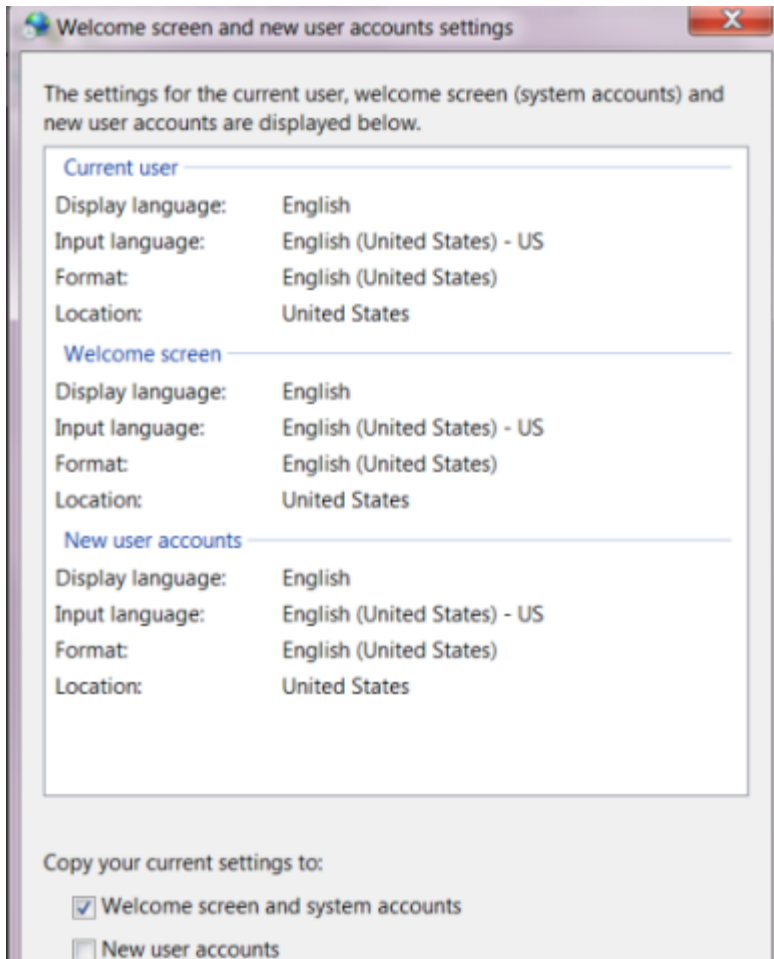 Welcome screen and new user accounts settings
The settings for the current user, welcome screen (system accounts) and
new user accounts are displayed below.
Current user
Display language: English
Input language: English (United States) - US
Format: English (United States)
Location: United States
Welcome screen
Display language: English
Input language: English (United States) - US
Format: English (United States)
Location: United States
New user accounts
Display language: English
Input language: English (United States) - US
Format: English (United States)
Location: United States
Copy your current settings to:
Welcome screen and system accounts
New user accounts